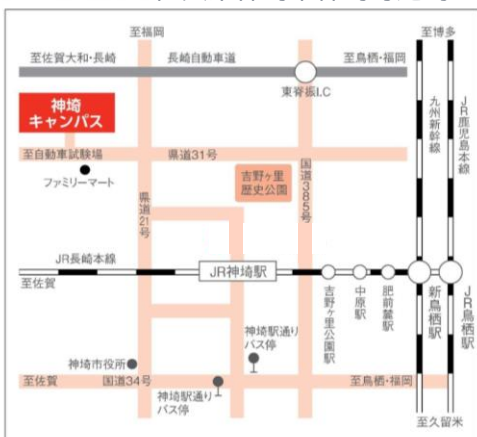 至福岡
至博多
至佐賀大和・長崎
長崎自動車道
至鳥栖・福岡
東脊振I.C
神埼
キャンパス
九州新幹線
JR鹿児島本線
至自動車試験場
県道31号
ファミリーマート
吉野ヶ里
歴史公園
国道385号
県道21号
JR長崎本線
JR神埼駅
至佐賀
吉野ヶ里公園駅
中原駅
肥前麓駅
新鳥栖駅
JR鳥栖駅
神埼駅通り
バス停
神埼市役所
至佐賀
国道34号
至鳥栖・福岡
神埼駅通り
バス停
至久留米